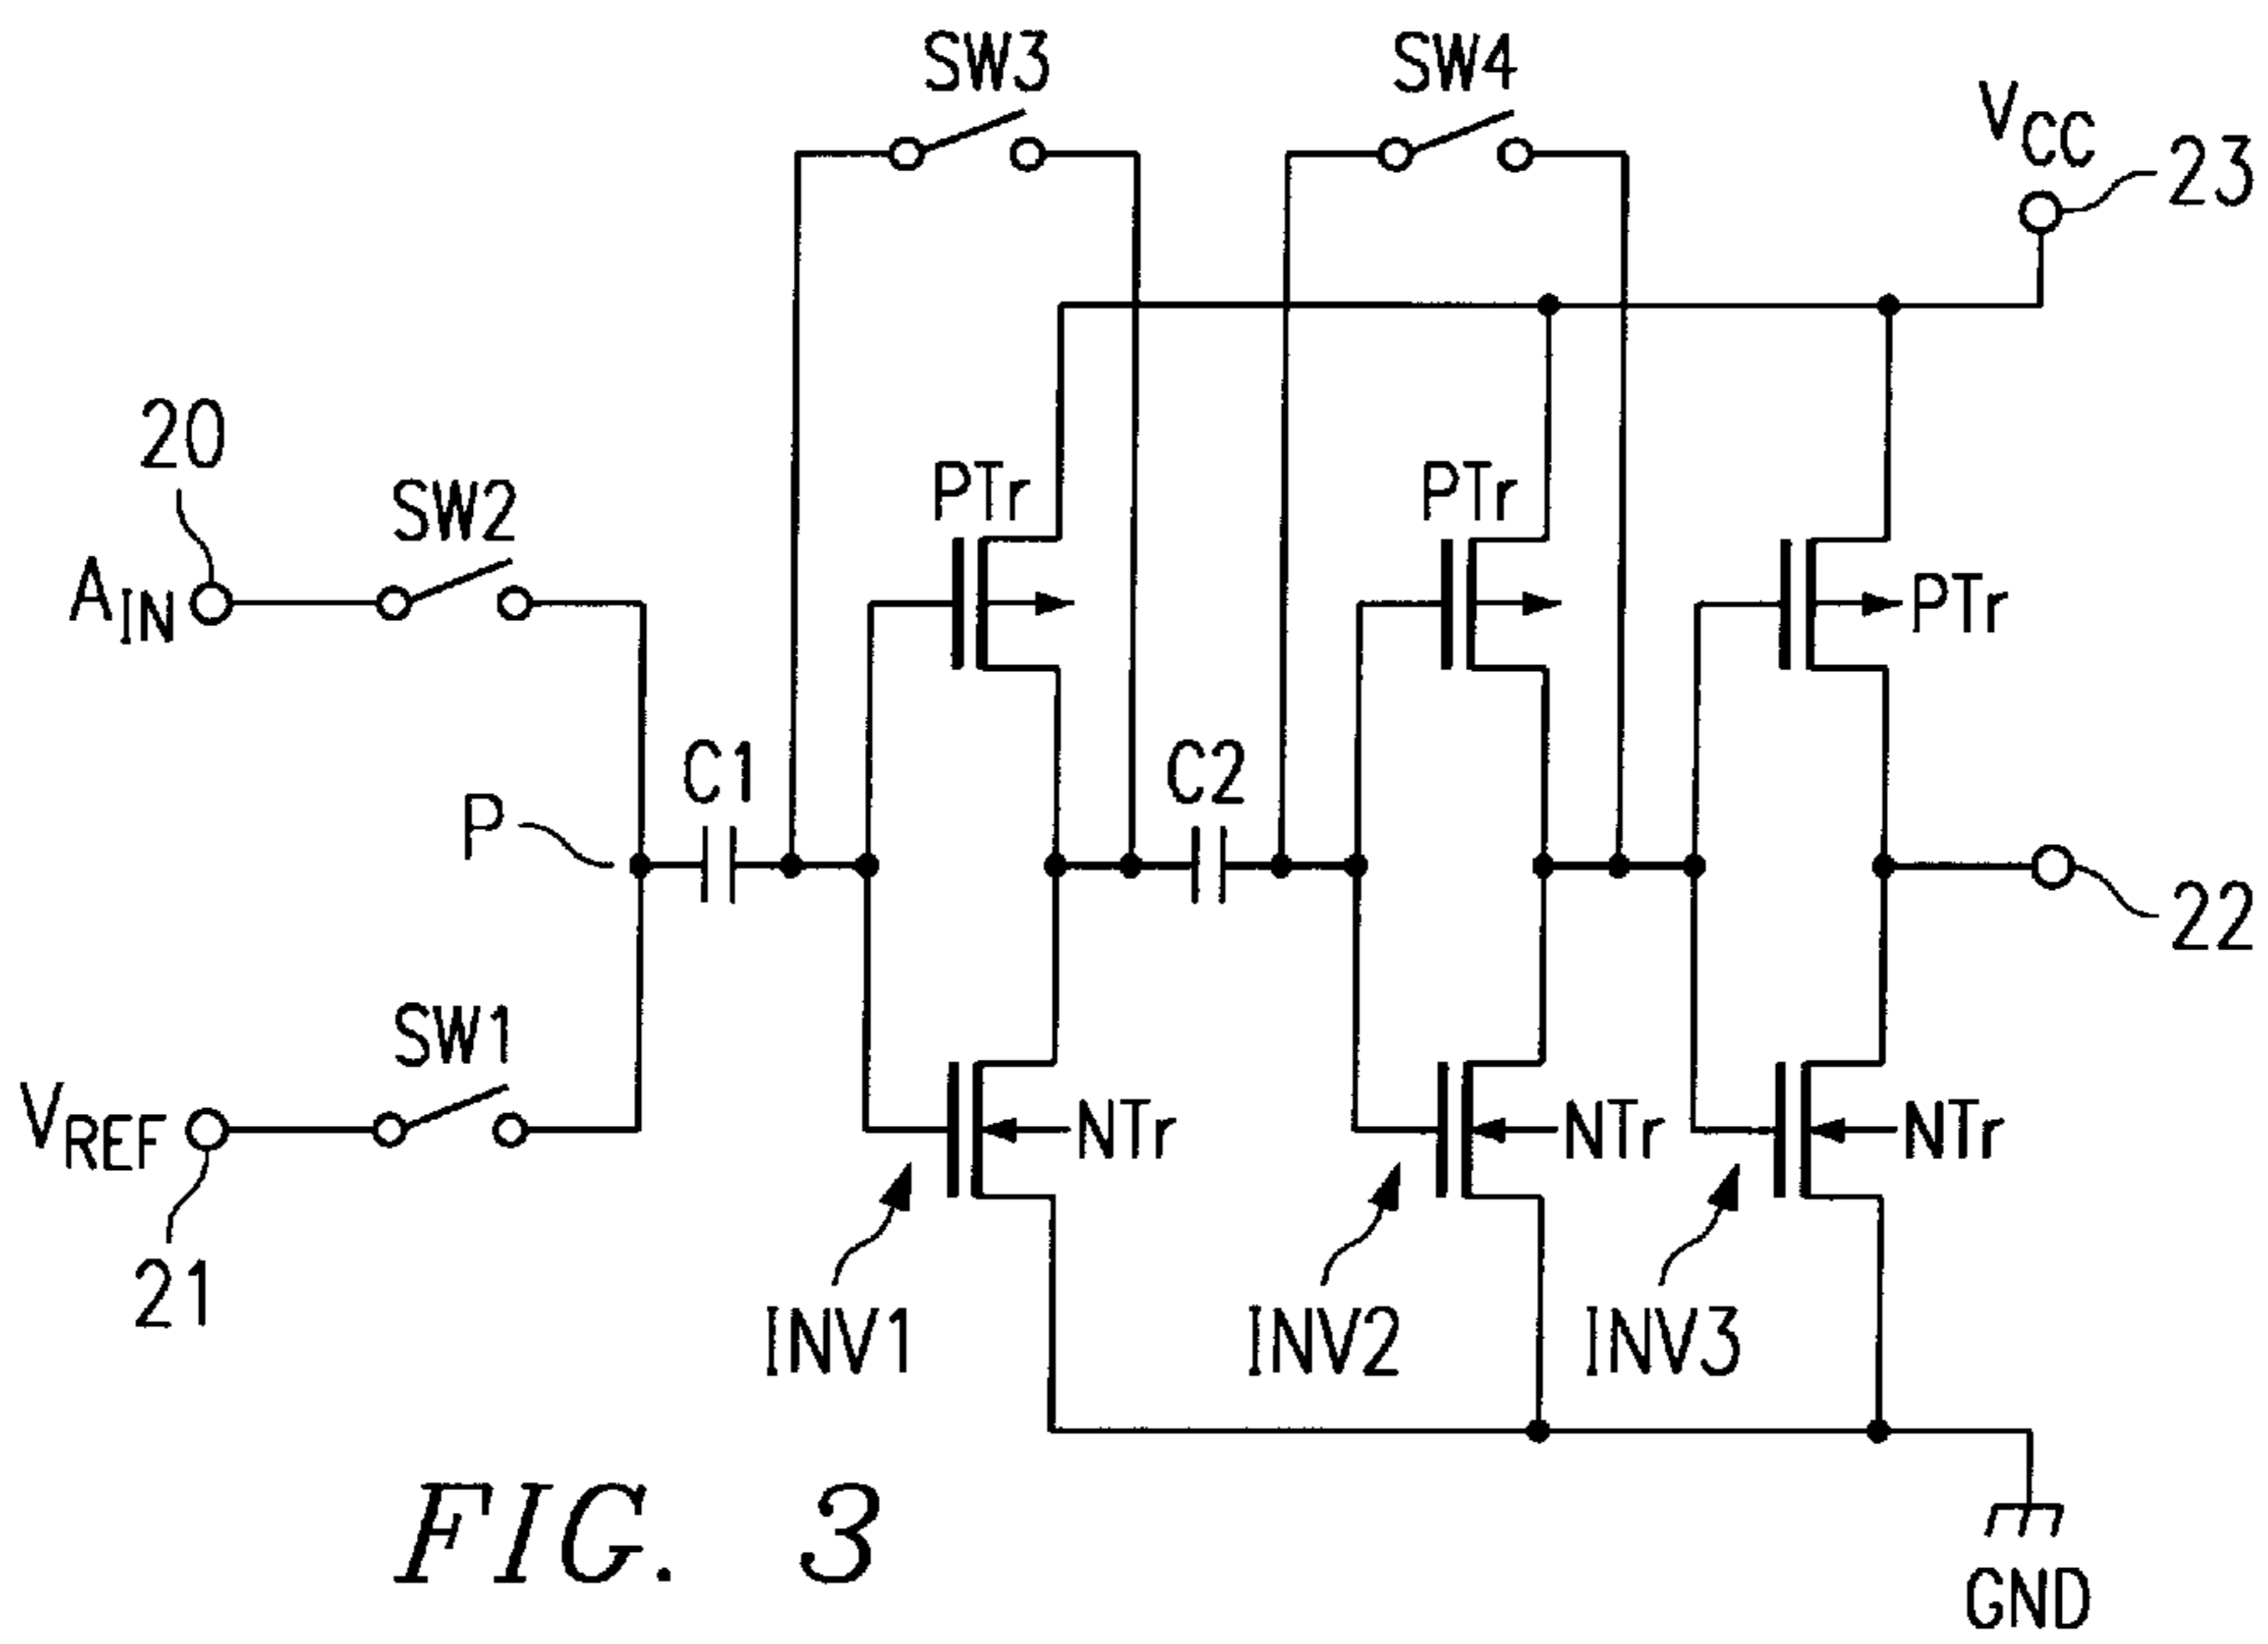 SW3
SW4
VCC
23
20
SW2
AIN
PTr
PTr
PTr
C1
C2
P
22
SW1
VREF
NTr
NTr
NTr
21
INV1
INV2
INV3
FIG. 3
GND